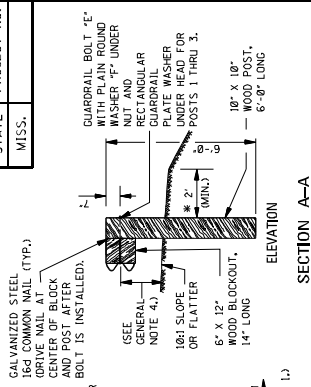 MISS.
GALVANIZED STEEL
16d COMMON NAIL (TYP.)
(DRIVE NAIL AT
CENTER OF BLOCK
AND POST AFTER
BOLT IS INSTALLED).
7"
GUARDRAIL BOLT "E"
WITH PLAIN ROUND
WASHER "F" UNDER
NUT AND
RECTANGULAR
GUARDRAIL
PLATE WASHER
UNDER HEAD FOR
POSTS 1 THRU 3.
(SEE
GENERAL
NOTE 4.)
10:1 SLOPE
OR FLATTER
6" X 12"
WOOD BLOCKOUT.
14" LONG
* 2'
(MIN.)
6'-0"
10" X 10"
WOOD POST.
6'-0" LONG
ELEVATION
SECTION A-A